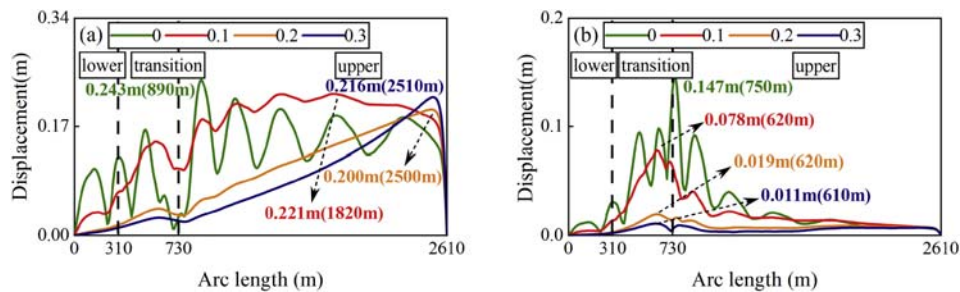 0.34
(a)
0 0.1 0.2 0.3
lower transition upper
0.243m(890m)
0.216m(2510m)
0.17
0.200m(2500m)
0.221m(1820m)
0.00
0 310 730 2610
Arc length (m)
Displacement(m)
0.2
(b)
0 0.1 0.2 0.3
lower transition upper
0.147m(750m)
0.1
0.078m(620m)
0.019m(620m)
0.011m(610m)
0.0
0 310 730 2610
Arc length (m)
Displacement(m)